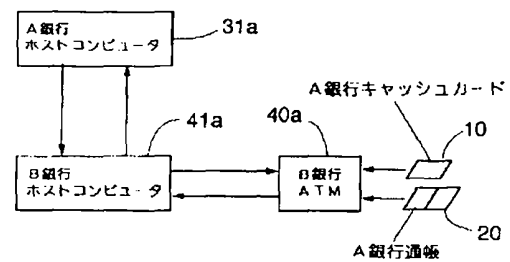 A銀行
ホストコンピュータ
31a
A銀行キャッシュカード
41a
40a
10
B銀行
ホストコンピュータ
B銀行
ATM
20
A銀行通帳